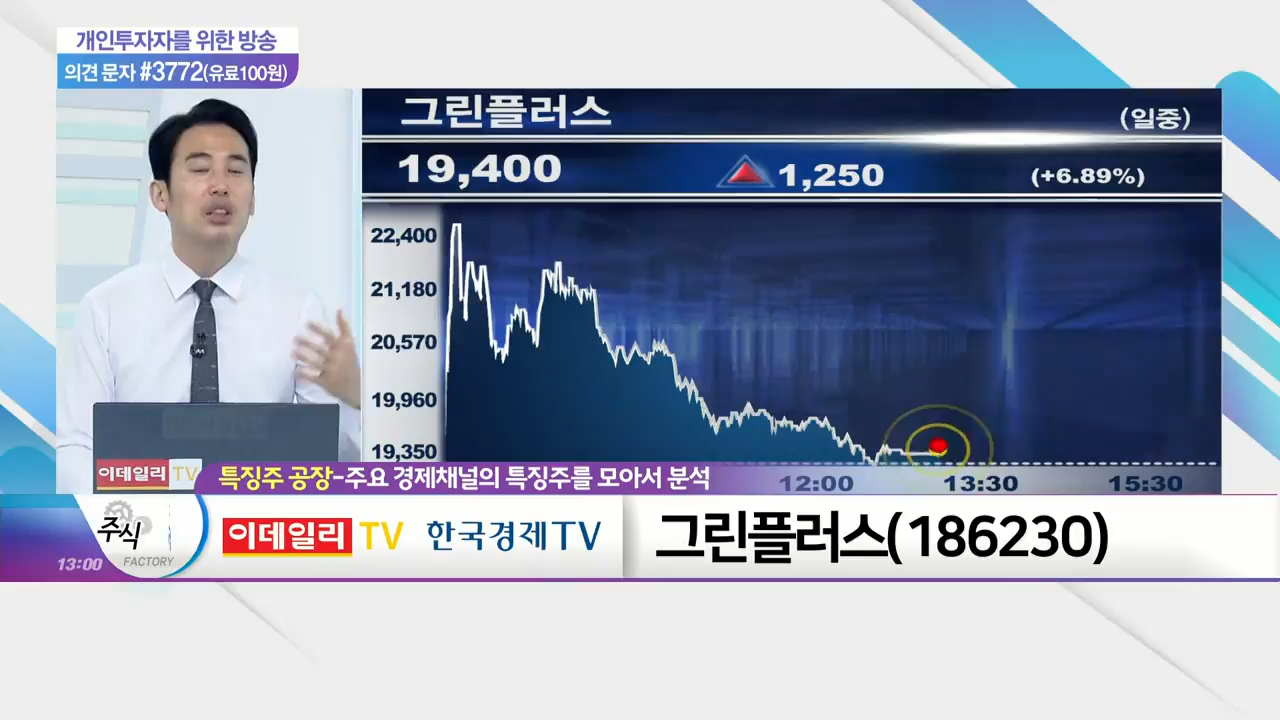 개인투자자를 위한 방송
의견 문자 #3772(유료100원)
그린플러스 (일중)
19,400 1,250 (+6.89%)
22,400
21,180
20,570
19,960
19,350
12:00 13:30 15:30
이데일리 TV
특징주 공장-주요 경제채널의 특징주를 모아서 분석
13:00 주식 FACTORY
이데일리 TV 한국경제TV
그린플러스(186230)